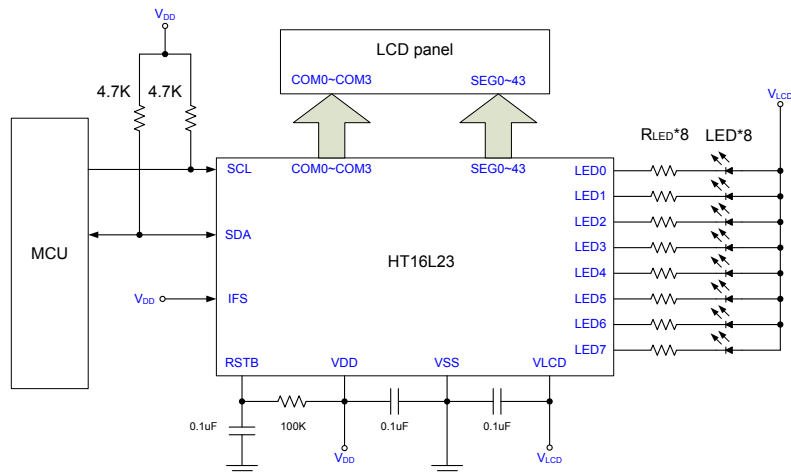 VDD
LCD panel
COM0~COM3 SEG0~43
4.7K 4.7K
VLCD
RLED*8 LED*8
MCU
SCL
COM0~COM3 SEG0~43
LED0
LED1
LED2
SDA
HT16L23
LED3
LED4
VDD
IFS
LED5
LED6
LED7
RSTB VDD VSS VLCD
0.1uF 100K 0.1uF 0.1uF
VDD VLCD